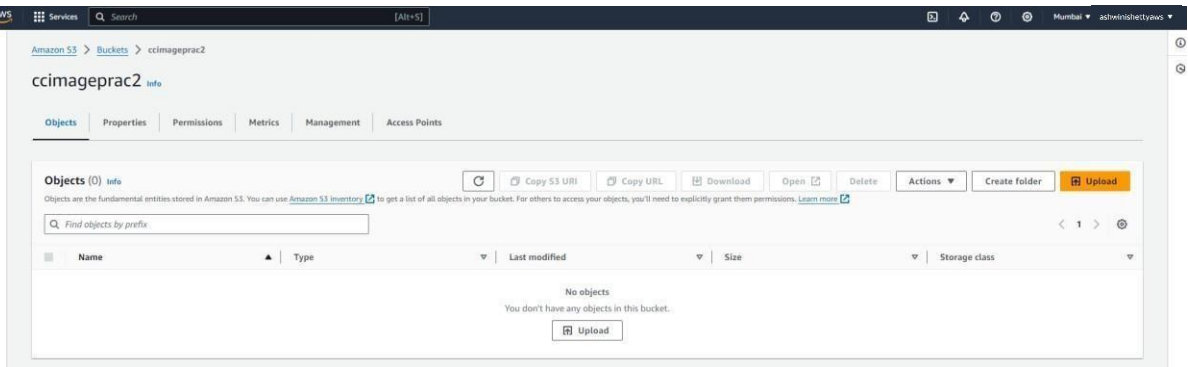 WS Services Search [Alt+S] Mumbai ▼ ashwinishettyaws ▼
Amazon S3 > Buckets > ccimageprac2
ccimageprac2 Info
Objects Properties Permissions Metrics Management Access Points
Objects (0) Info Copy S3 URI Copy URL Download Open Delete Actions ▼ Create folder Upload
Objects are the fundamental entities stored in Amazon S3. You can use Amazon S3 inventory to get a list of all objects in your bucket. For others to access your objects, you'll need to explicitly grant them permissions. Learn more
Find objects by prefix < 1 >
Name ▲ Type ▽ Last modified ▽ Size ▽ Storage class ▽
No objects
You don't have any objects in this bucket.
Upload